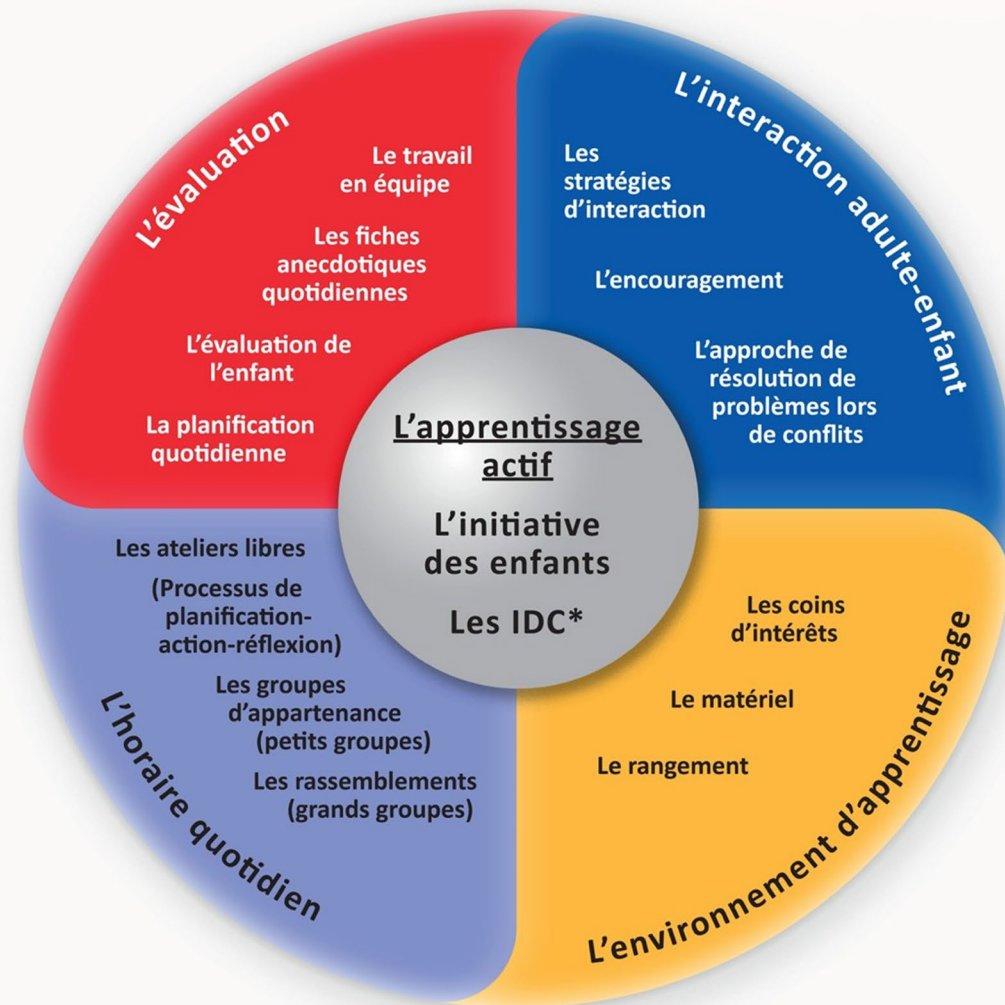 L'évaluation
Le travail
en équipe
Les fiches
anecdotiques
quotidiennes
L'évaluation de
l'enfant
La planification
quotidienne
L'interaction adulte-enfant
Les
stratégies
d'interaction
L'encouragement
L'approche de
résolution de
problèmes lors
de conflits
L'apprentissage
actif
L'initiative
des enfants
Les IDC*
Les ateliers libres
(Processus de
planification-
action-réflexion)
Les groupes
d'appartenance
(petits groupes)
Les rassemblements
(grands groupes)
L'horaire quotidien
Les coins
d'intérêts
Le matériel
Le rangement
L'environnement d'apprentissage